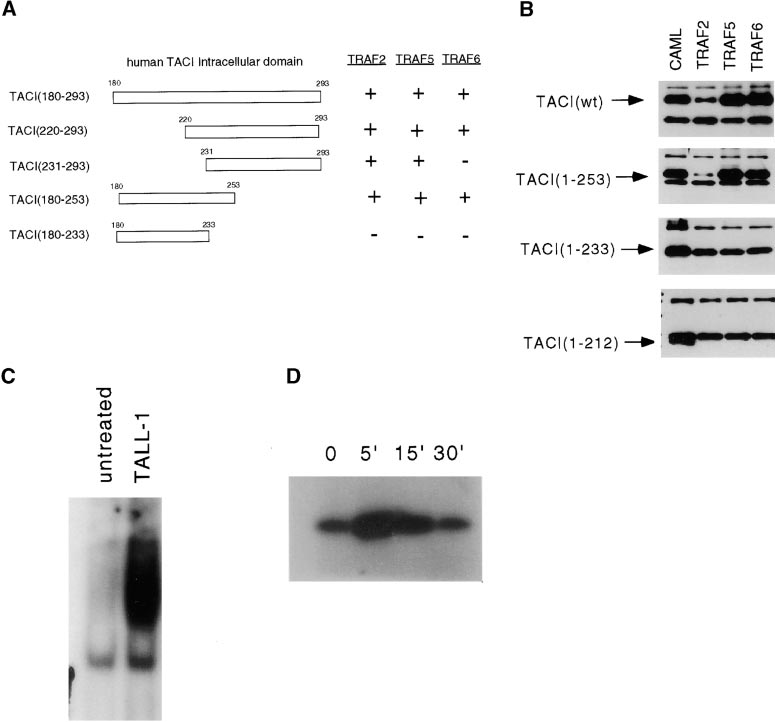 A
human TACI Intracellular domain
TRAF2 TRAF5 TRAF6
TACI(180-293) 180 293 + + +
TACI(220-293) 220 293 + + +
TACI(231-293) 231 293 + + -
TACI(180-253) 180 253 + + +
TACI(180-233) 180 233 - - -
B
CAML TRAF2 TRAF5 TRAF6
TACI(wt)
TACI(1-253)
TACI(1-233)
TACI(1-212)
C
untreated TALL-1
D
0 5' 15' 30'